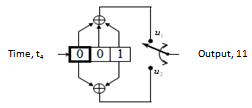 u₁
Time, t₄ 0 0 1 Output, 11
u₂